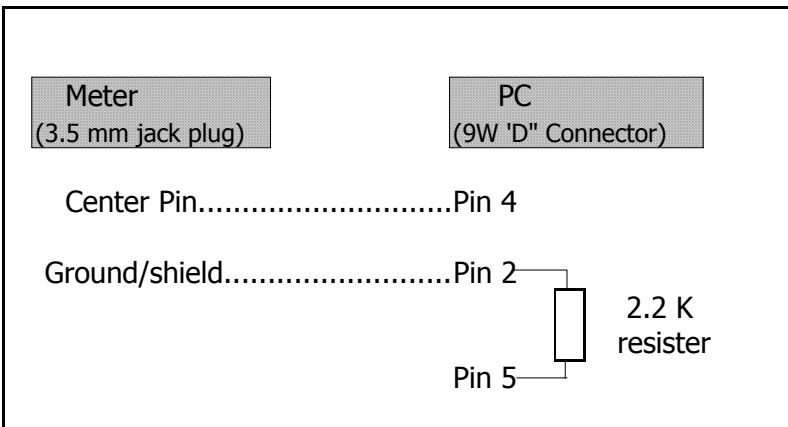 Meter
(3.5 mm jack plug)
PC
(9W 'D" Connector)
Center Pin.............................Pin 4
Ground/shield..........................Pin 2
2.2 K
resister
Pin 5